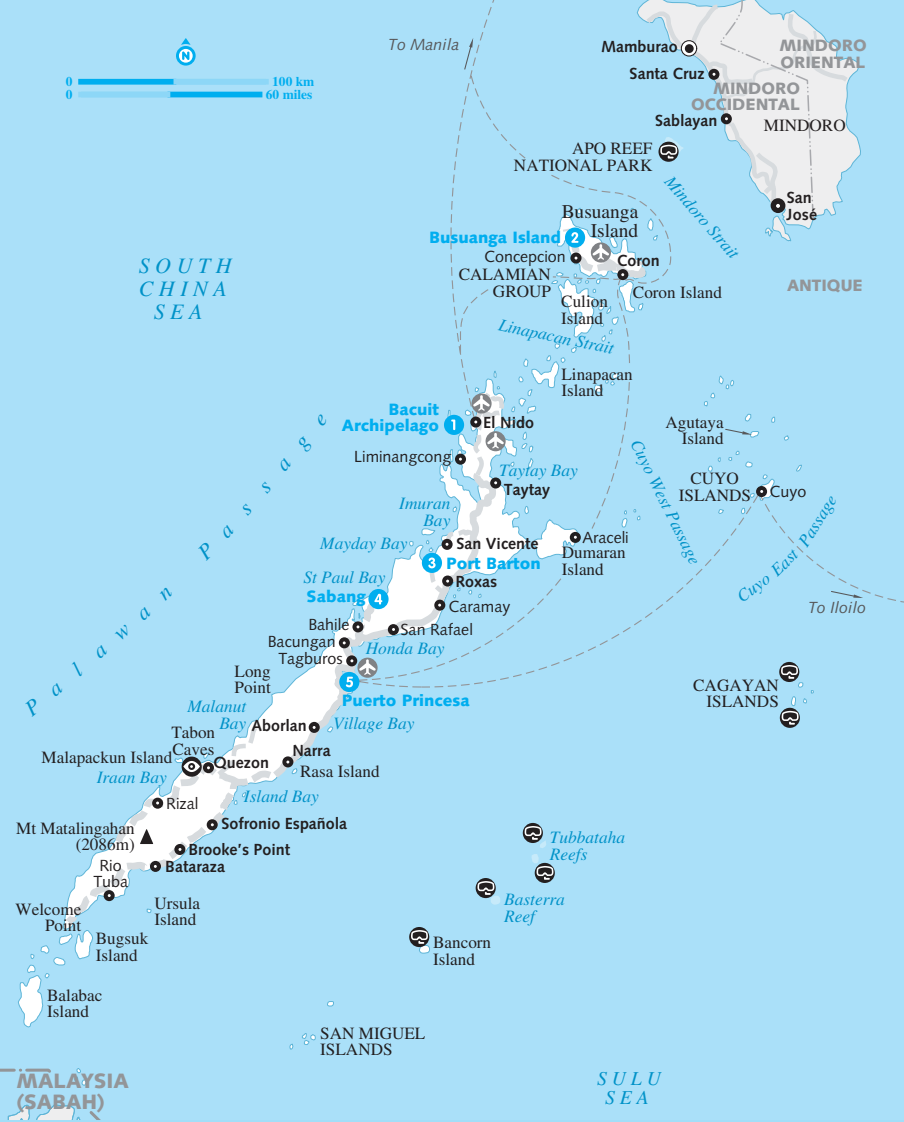 To Manila
N
0
100 km
0
60 miles
Mamburao
MINDORO
ORIENTAL
Santa Cruz
MINDORO
OCCIDENTAL
Sablayan
MINDORO
APO REEF
NATIONAL PARK
Mindoro Strait
San
José
Busuanga
Island
Busuanga Island
2
Concepcion
Coron
CALAMIAN
GROUP
Coron Island
Culion
Island
SOUTH
CHINA
SEA
ANTIQUE
Linapacan Strait
Linapacan
Island
Bacuit
Archipelago
1
El Nido
Agutaya
Island
Liminangcong
Taytay Bay
Taytay
CUYO
ISLANDS
Cuyo
Cuyo West Passage
Cuyo East Passage
Imuran
Bay
Palawan Passage
Mayday Bay
San Vicente
Araceli
Dumaran
Island
3
Port Barton
St Paul Bay
Roxas
Sabang
4
Caramay
To Iloilo
Bahile
San Rafael
Bacungan
Honda Bay
Tagburos
Long
Point
5
Puerto Princesa
CAGAYAN
ISLANDS
Malanut
Bay
Aborlan
Village Bay
Tabon
Caves
Malapackun Island
Quezon
Narra
Iraan Bay
Rasa Island
Island Bay
Rizal
Mt Matalingahan
(2086m)
Sofronio Española
Brooke's Point
Rio
Tuba
Bataraza
Tubbataha
Reefs
Basterra
Reef
Welcome
Point
Ursula
Island
Bugsuk
Island
Bancorn
Island
Balabac
Island
SAN MIGUEL
ISLANDS
MALAYSIA
(SABAH)
SULU
SEA